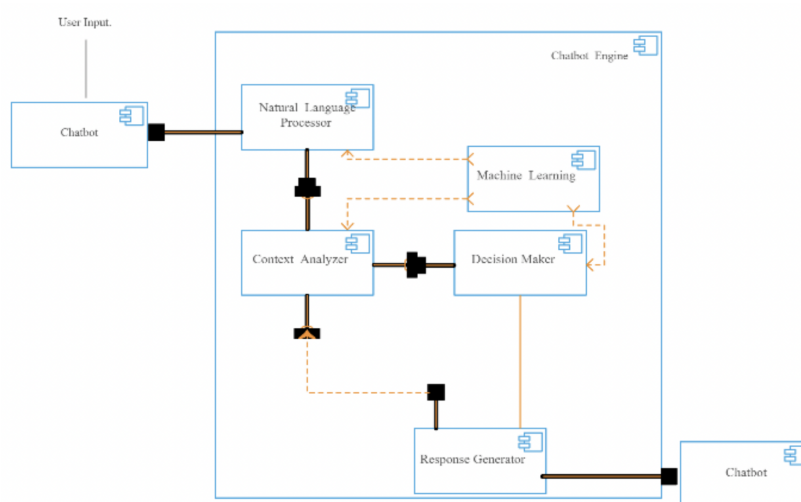 User Input.
Chatbot Engine
Natural Language
Processor
Chatbot
Machine Learning
Context Analyzer
Decision Maker
Response Generator
Chatbot